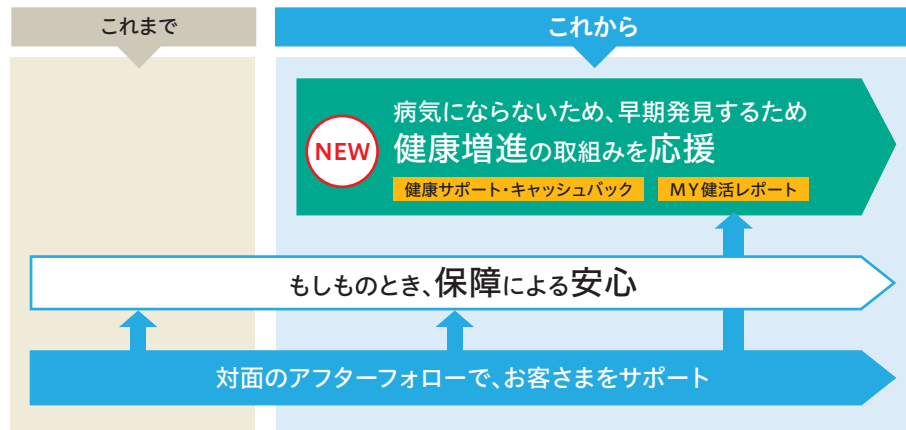 これまで
これから
NEW
病気にならないため、早期発見するため
健康増進の取組みを応援
健康サポート・キャッシュバック
MY健活レポート
もしものとき、保障による安心
対面のアフターフォローで、お客さまをサポート